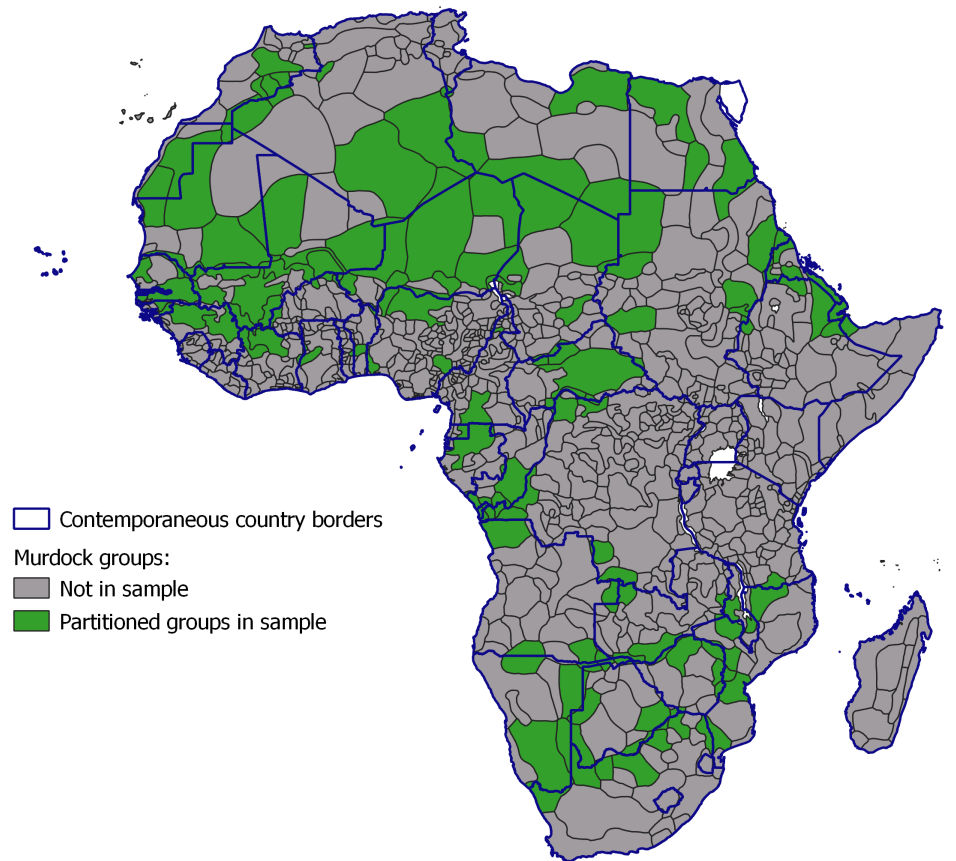 Contemporaneous country borders
Murdock groups:
Not in sample
Partitioned groups in sample